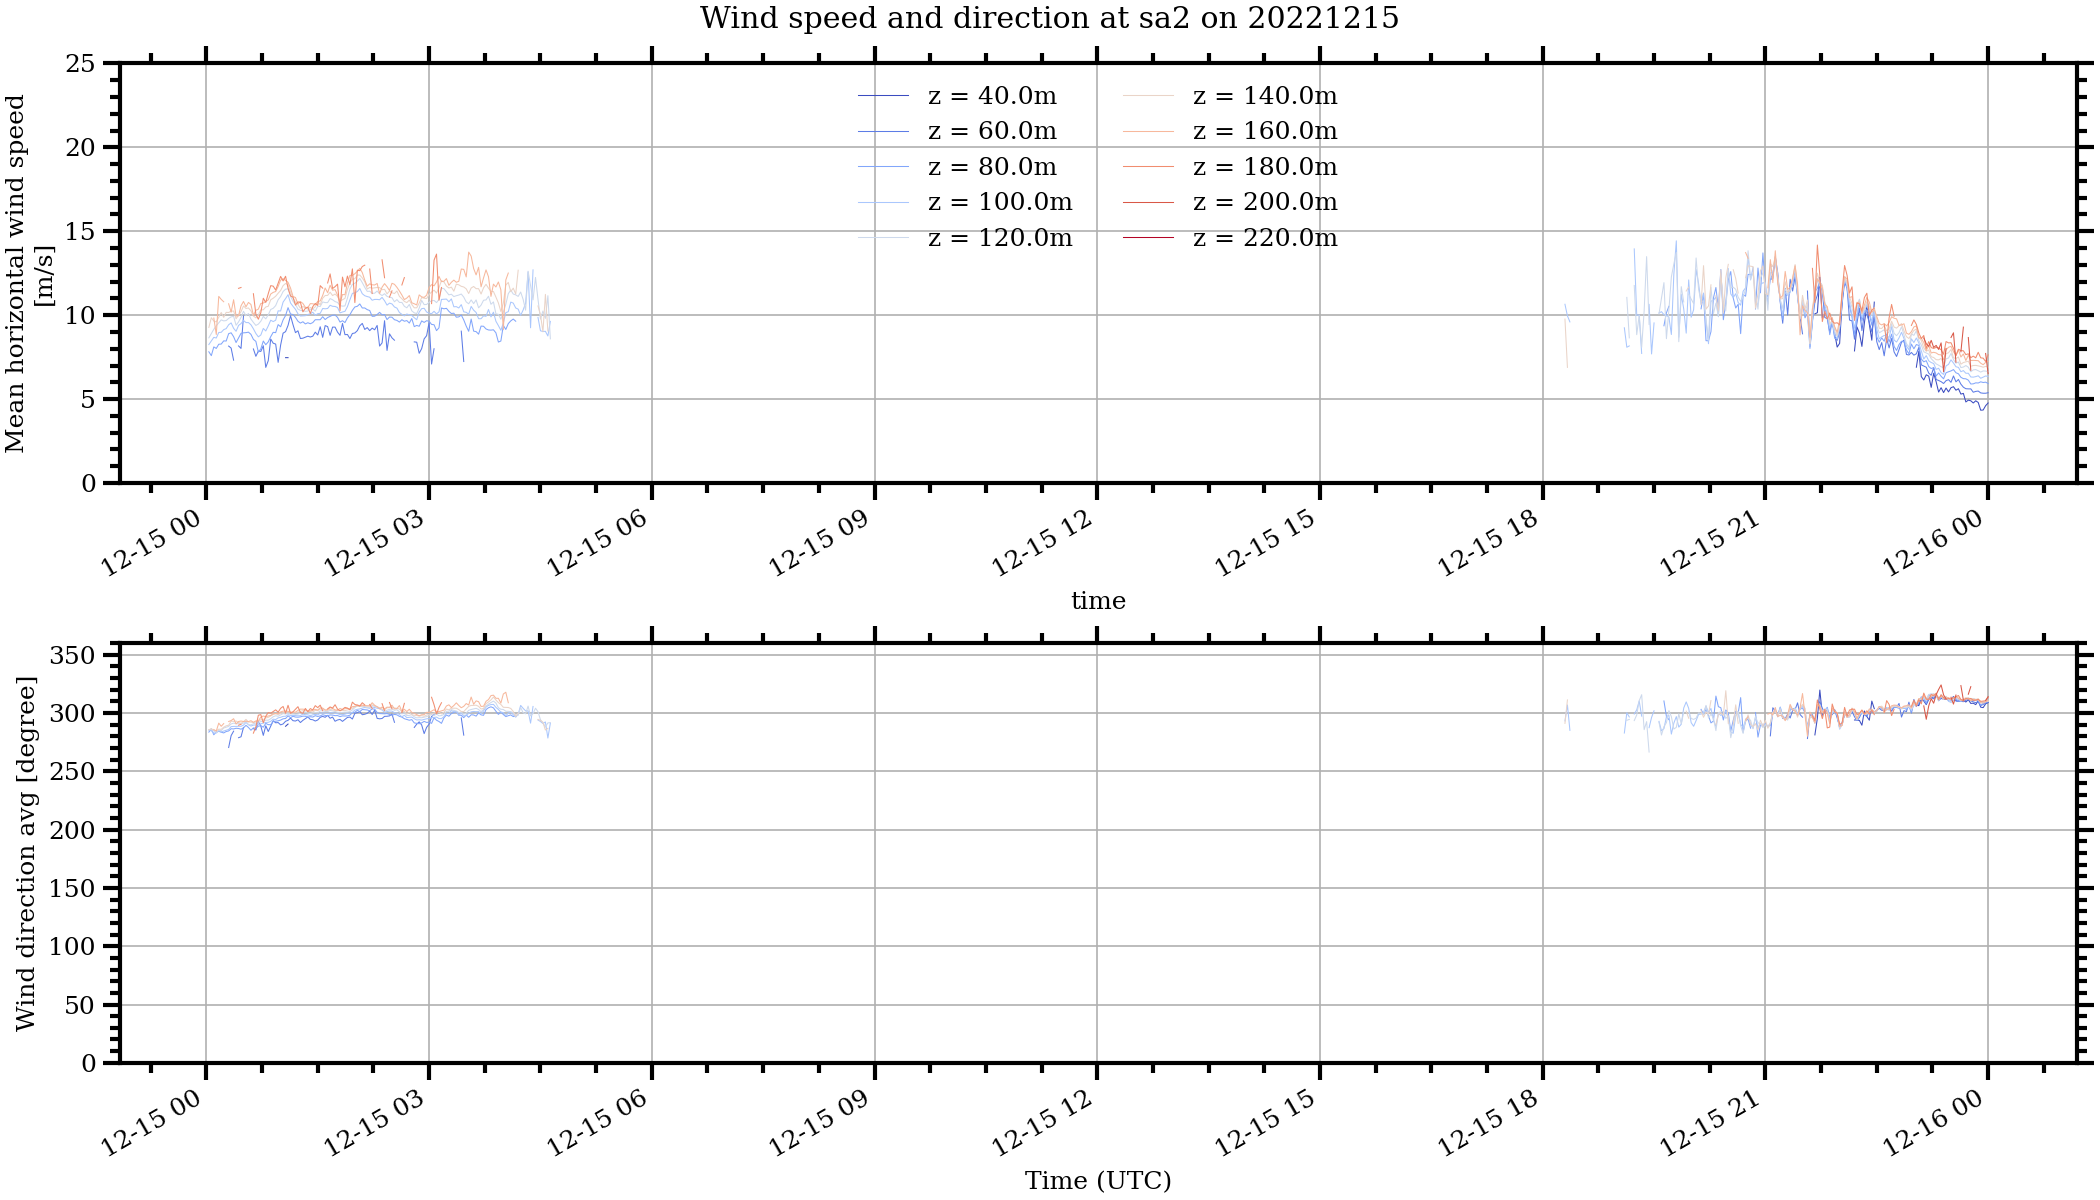 Wind speed and direction at sa2 on 20221215
Mean horizontal wind speed
[m/s]
25
20
15
10
5
0
z = 40.0m
z = 60.0m
z = 80.0m
z = 100.0m
z = 120.0m
z = 140.0m
z = 160.0m
z = 180.0m
z = 200.0m
z = 220.0m
12-15 00
12-15 03
12-15 06
12-15 09
12-15 12
12-15 15
12-15 18
12-15 21
12-16 00
time
Wind direction avg [degree]
350
300
250
200
150
100
50
0
12-15 00
12-15 03
12-15 06
12-15 09
12-15 12
12-15 15
12-15 18
12-15 21
12-16 00
Time (UTC)